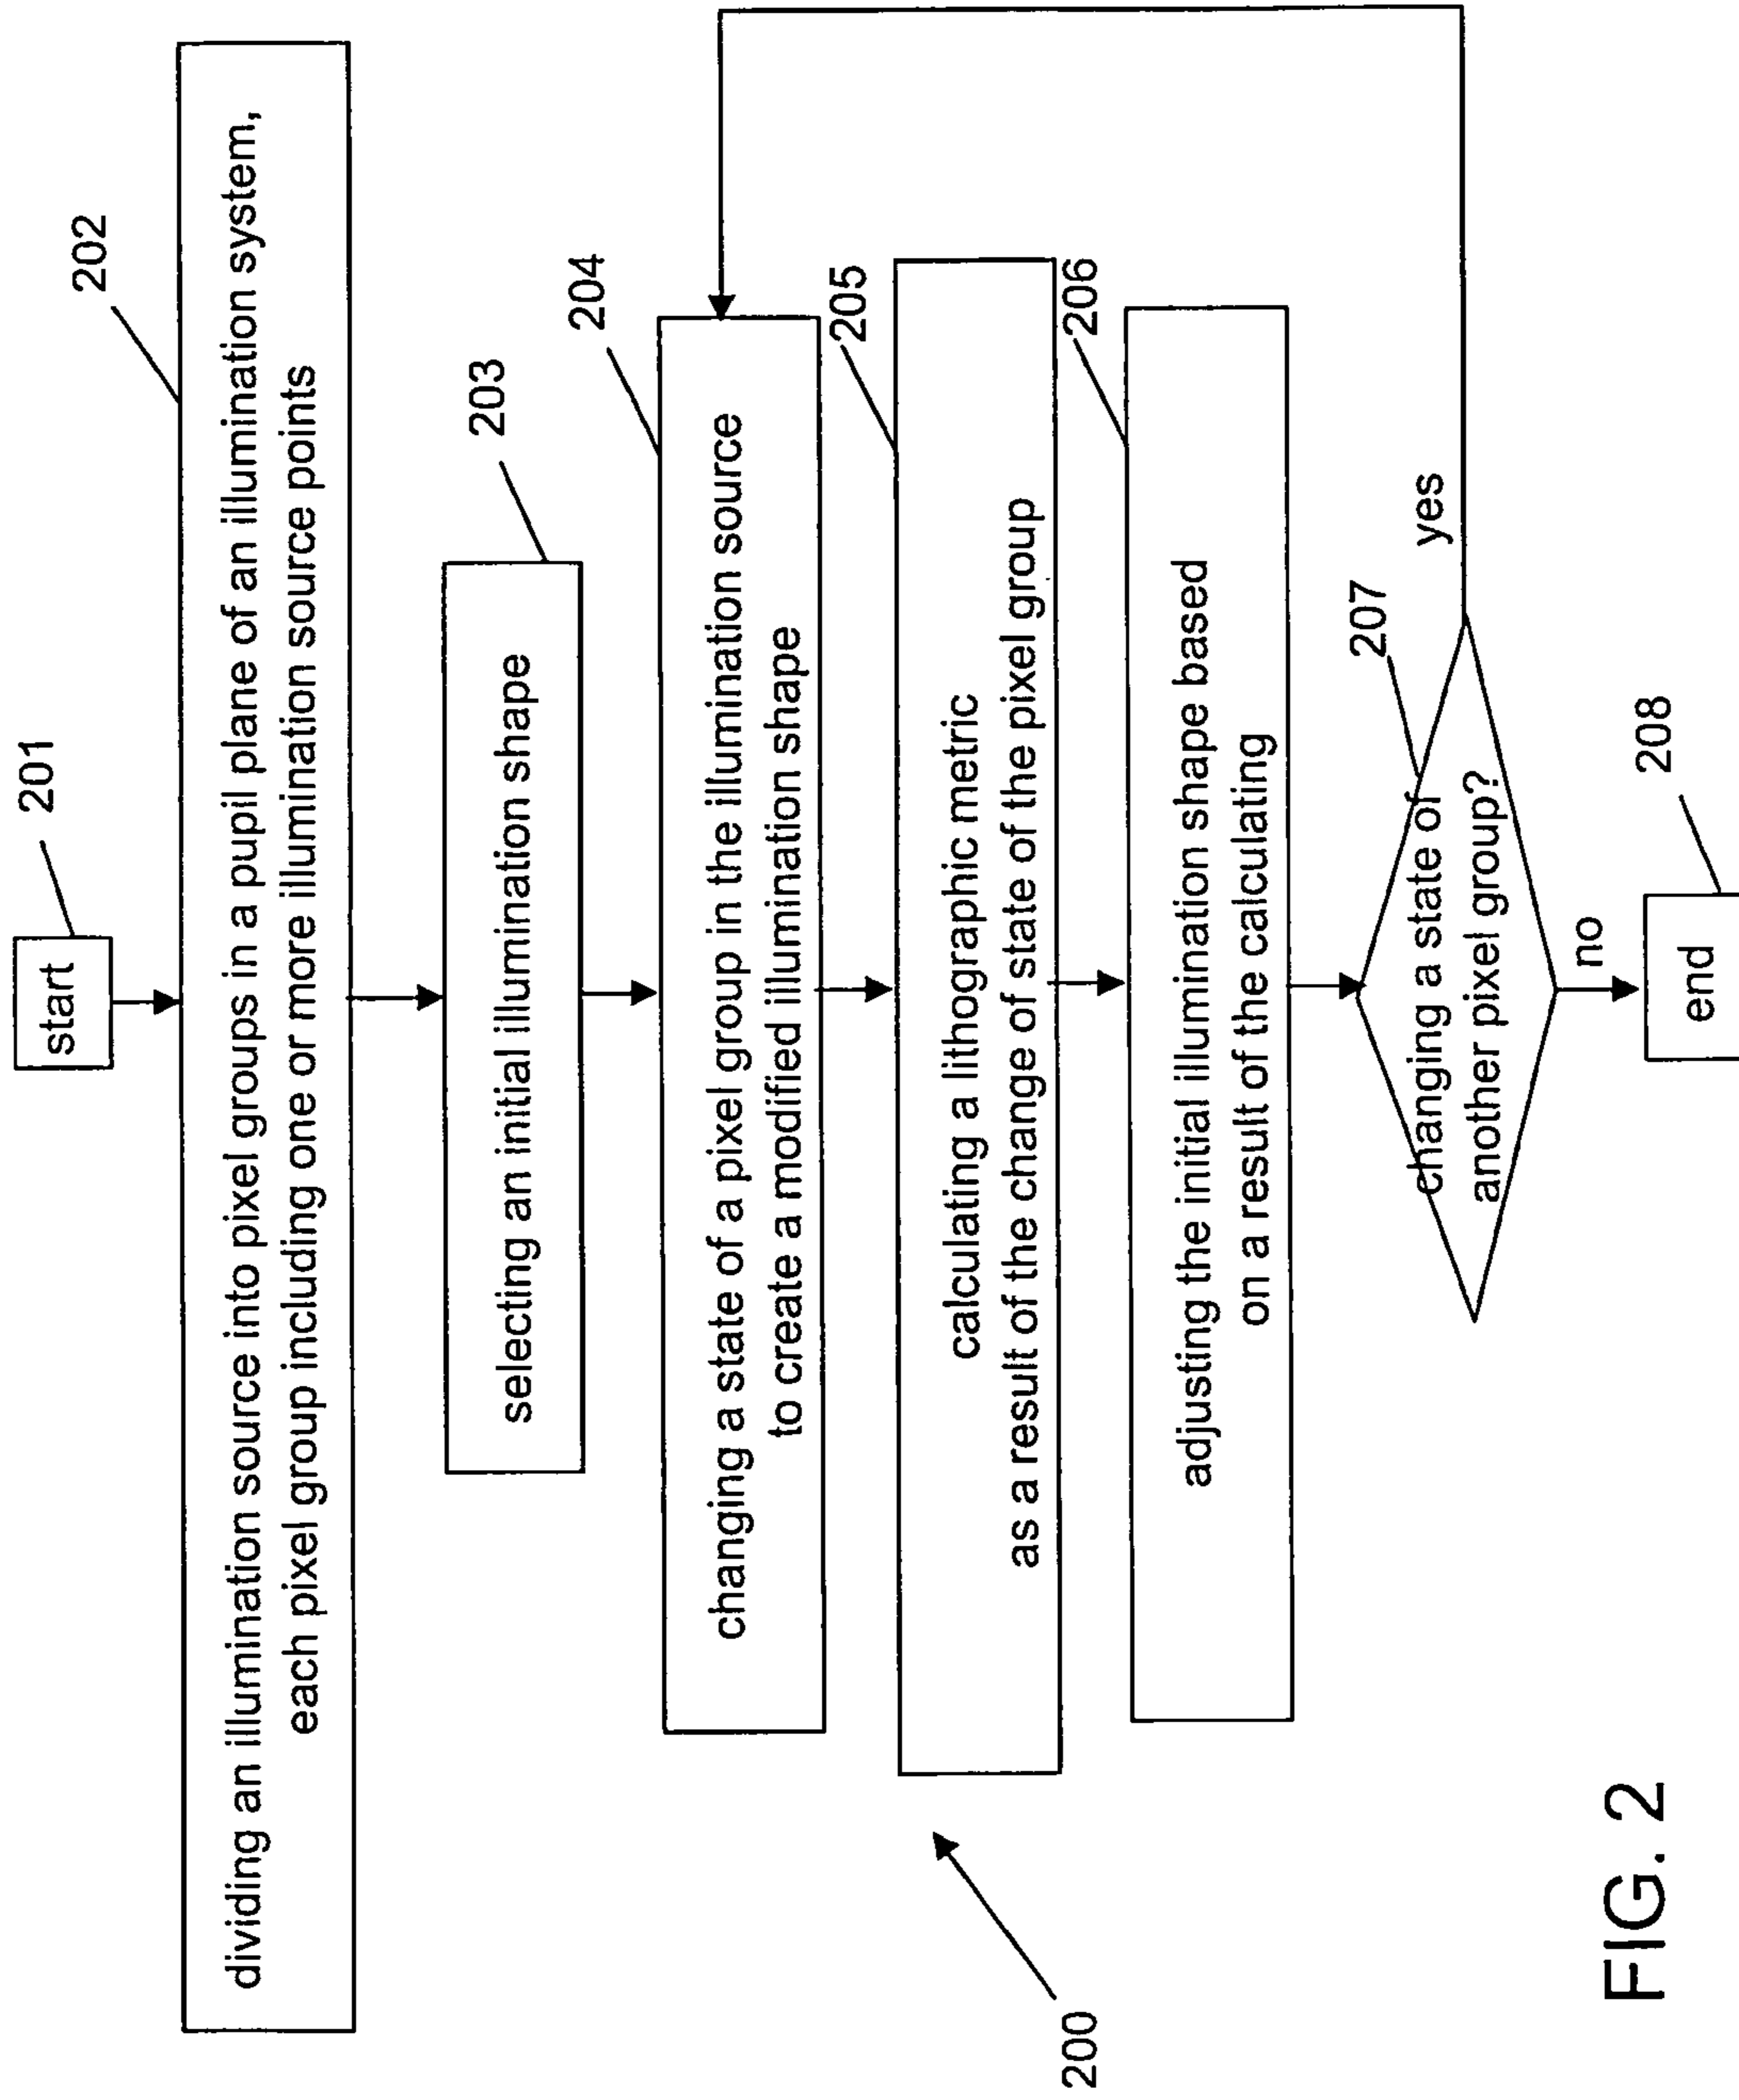 start
201
202
dividing an illumination source into pixel groups in a pupil plane of an illumination system,
each pixel group including one or more illumination source points
203
selecting an initial illumination shape
204
changing a state of a pixel group in the illumination source
to create a modified illumination shape
205
calculating a lithographic metric
as a result of the change of state of the pixel group
206
adjusting the initial illumination shape based
on a result of the calculating
207
changing a state of
another pixel group?
yes
no
end
208
200
FIG. 2